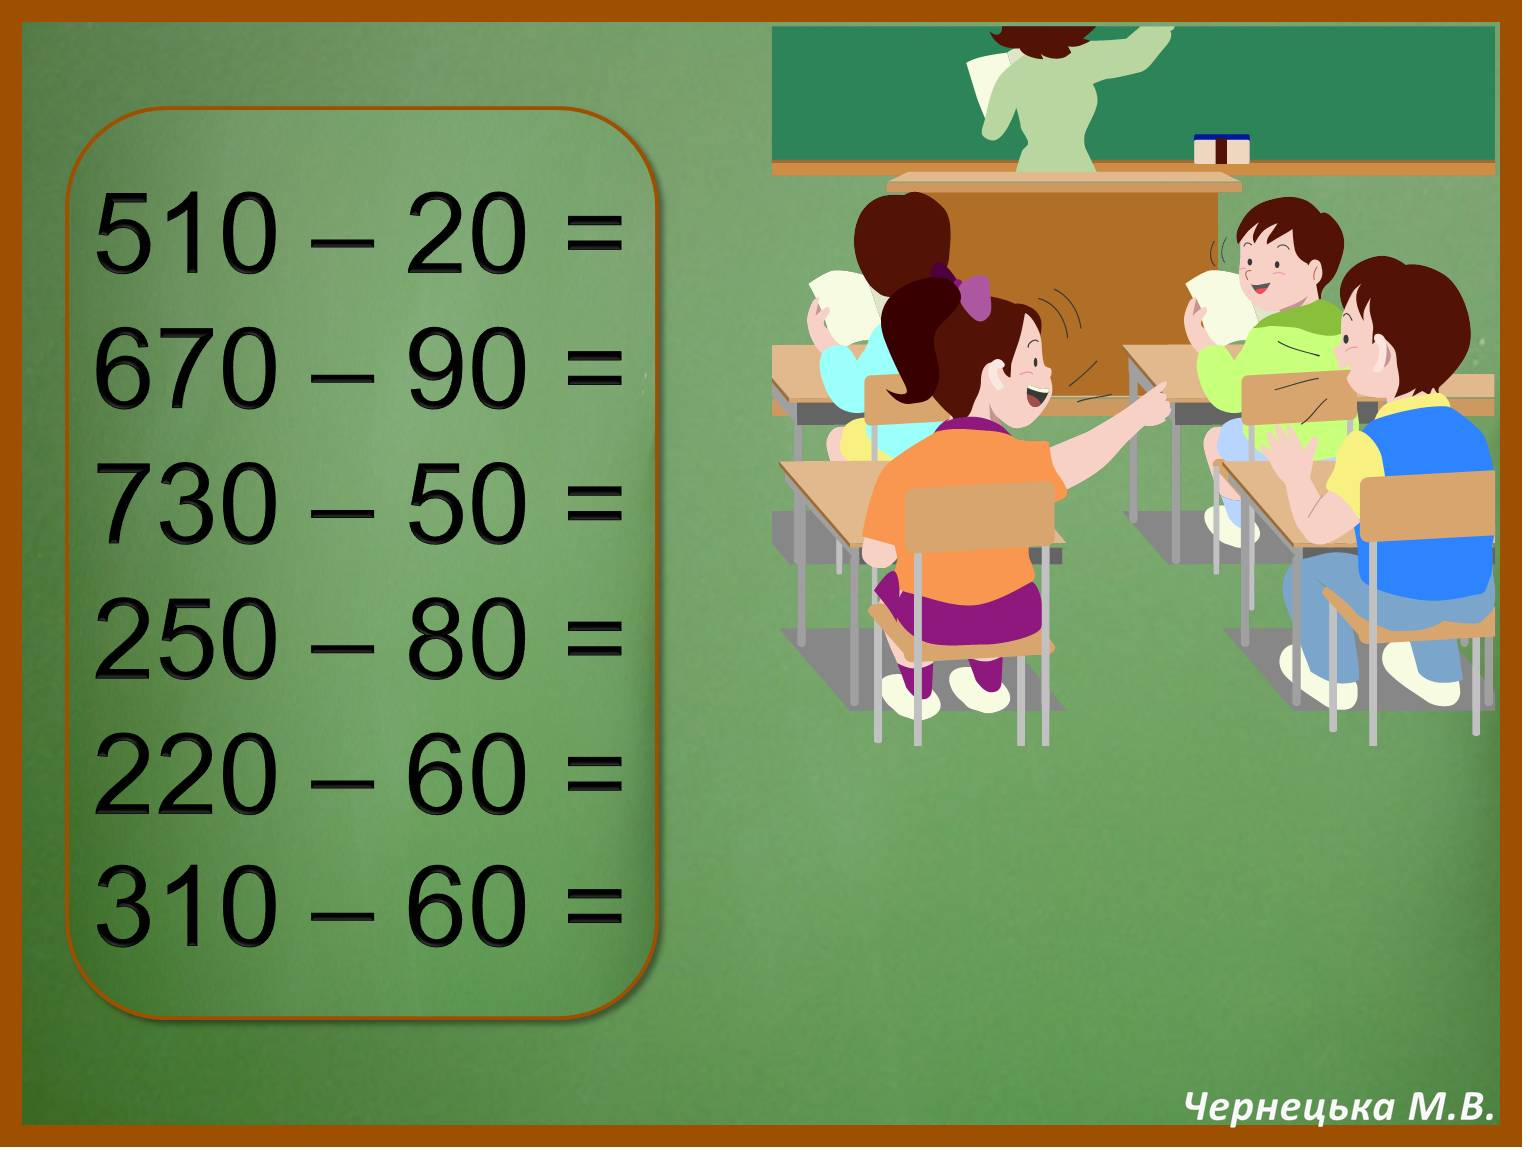 510 – 20 =
670 – 90 =
730 – 50 =
250 – 80 =
220 – 60 =
310 – 60 =
Чернецька М.В.